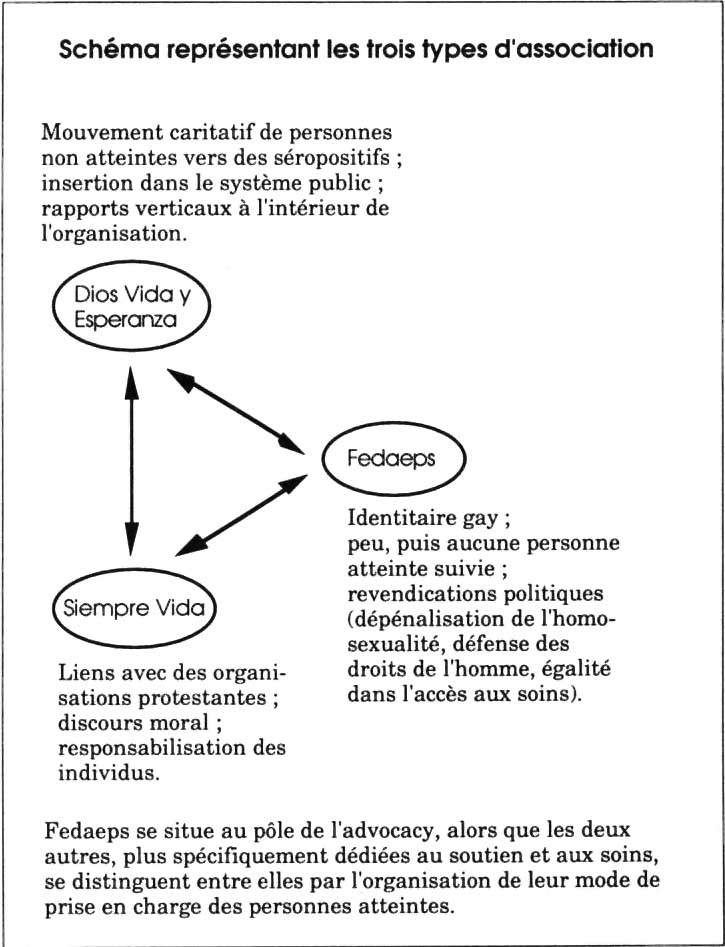 Schéma représentant les trois types d'association
Mouvement caritatif de personnes
non atteintes vers des séropositifs ;
insertion dans le système public ;
rapports verticaux à l'intérieur de
l'organisation.
Dios Vida y
Esperanza
Fedaeps
Identitaire gay ;
peu, puis aucune personne
atteinte suivie ;
revendications politiques
(dépénalisation de l'homo-
sexualité, défense des
droits de l'homme, égalité
dans l'accès aux soins).
Siempre Vida
Liens avec des organi-
sations protestantes ;
discours moral ;
responsabilisation des
individus.
Fedaeps se situe au pôle de l'advocacy, alors que les deux
autres, plus spécifiquement dédiées au soutien et aux soins,
se distinguent entre elles par l'organisation de leur mode de
prise en charge des personnes atteintes.